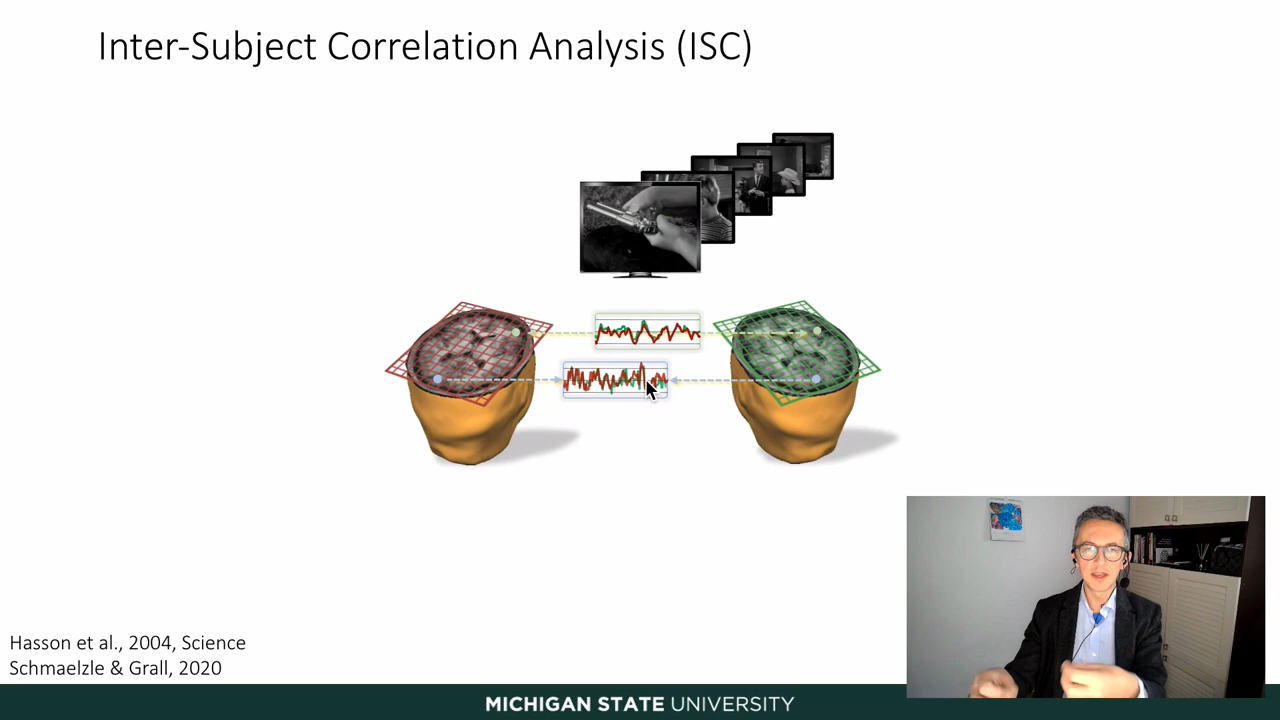 Inter-Subject Correlation Analysis (ISC)
Hasson et al., 2004, Science
Schmaelzle & Grall, 2020
MICHIGAN STATE UNIVERSITY